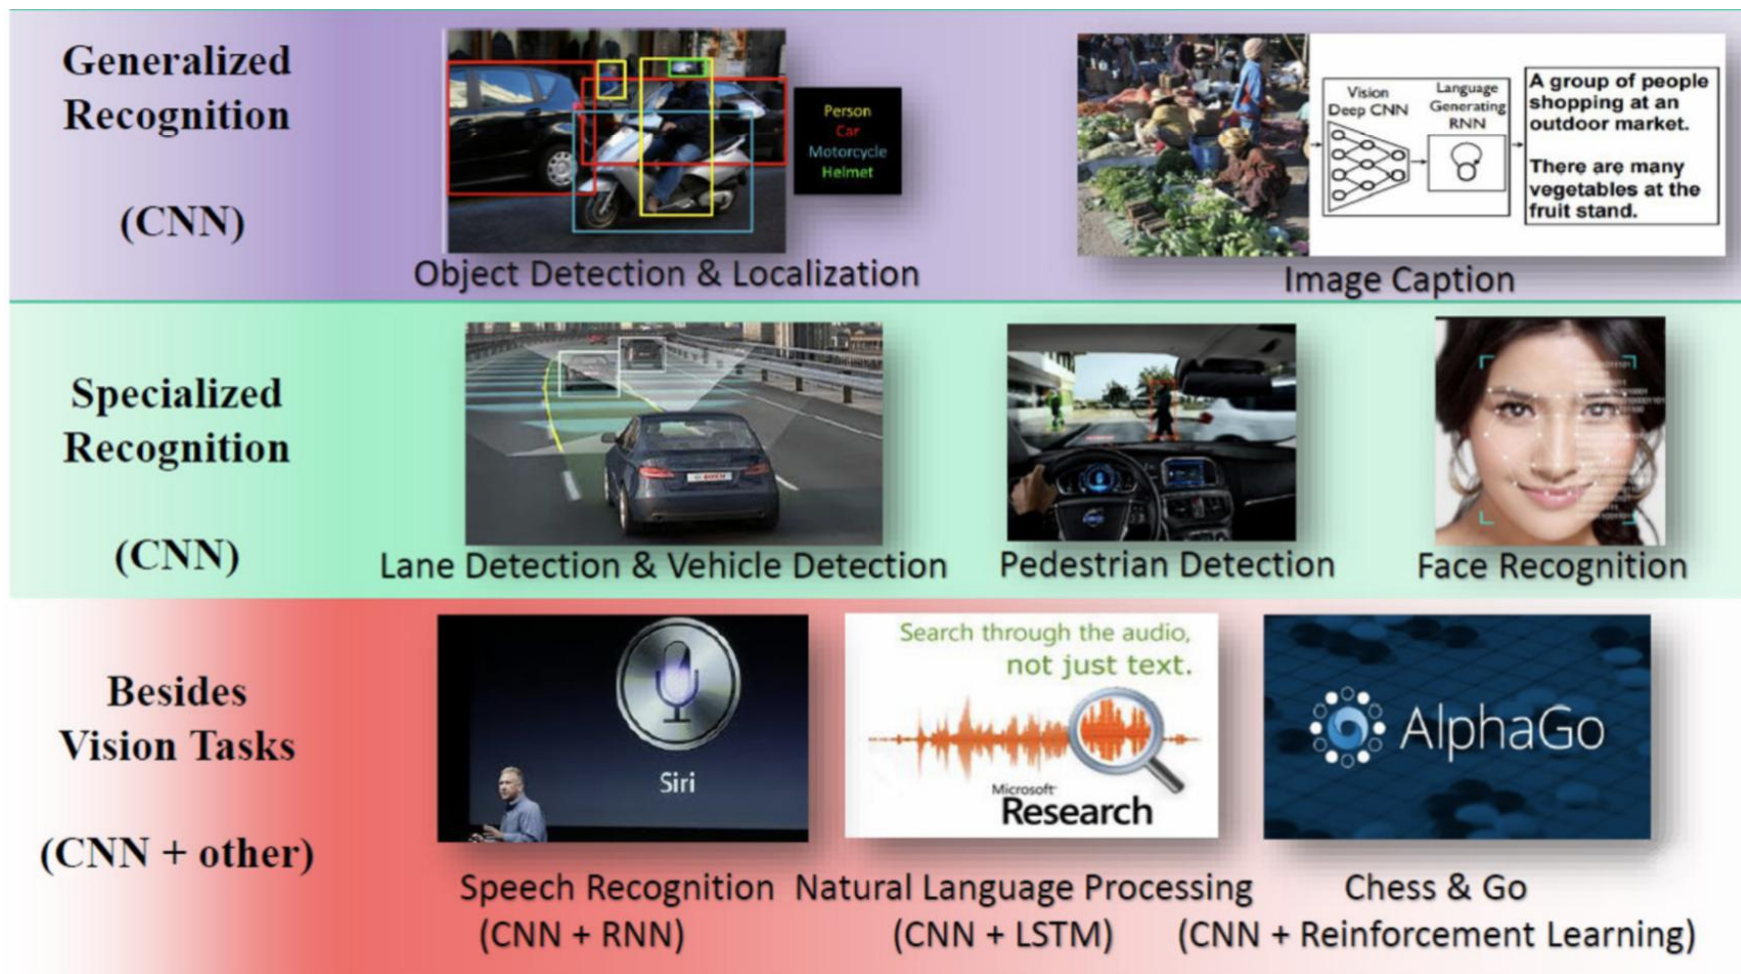 Generalized
Recognition
(CNN)
Person
Car
Motorcycle
Helmet
Object Detection & Localization
Vision
Deep CNN
Language
Generating
RNN
A group of people
shopping at an
outdoor market.
There are many
vegetables at the
fruit stand.
Image Caption
Specialized
Recognition
(CNN)
BOSCH
Lane Detection & Vehicle Detection
Pedestrian Detection
Face Recognition
Besides
Vision Tasks
(CNN + other)
Siri
Speech Recognition
(CNN + RNN)
Search through the audio,
not just text.
Microsoft
Research
Natural Language Processing
(CNN + LSTM)
AlphaGo
Chess & Go
(CNN + Reinforcement Learning)